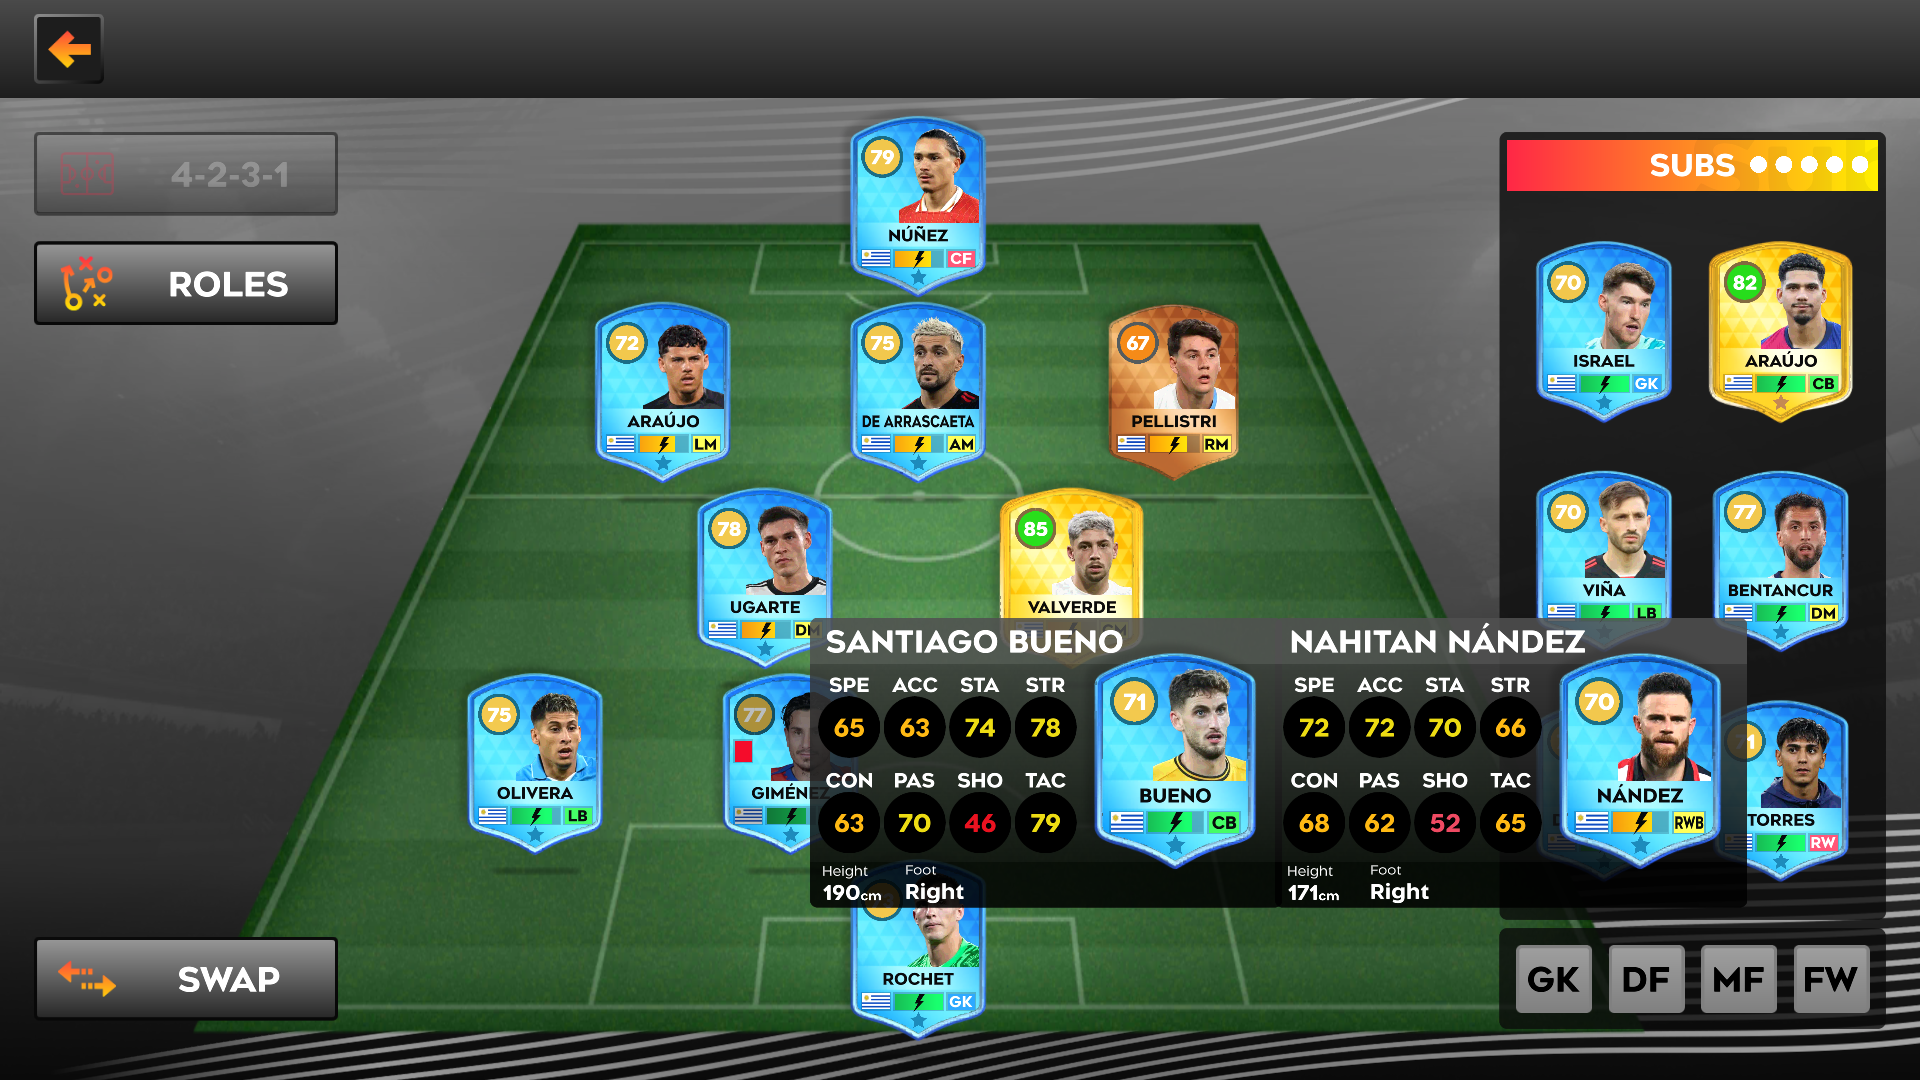 4-2-3-1
ROLES
SWAP
79
NÚÑEZ
CF
72
ARAÚJO
LM
75
DE ARRASCAETA
AM
67
PELLISTRI
RM
78
UGARTE
DM
85
VALVERDE
CM
75
OLIVERA
LB
77
GIMÉNEZ
ROCHET
GK
SANTIAGO BUENO
SPE ACC STA STR
65 63 74 78
CON PAS SHO TAC
63 70 46 79
Height Foot
190cm Right
71
BUENO
CB
NAHITAN NÁNDEZ
SPE ACC STA STR
72 72 70 66
CON PAS SHO TAC
68 62 52 65
Height Foot
171cm Right
70
NÁNDEZ
RWB
SUBS
70
ISRAEL
GK
82
ARAÚJO
CB
70
VIÑA
LB
77
BENTANCUR
DM
TORRES
RW
GK DF MF FW